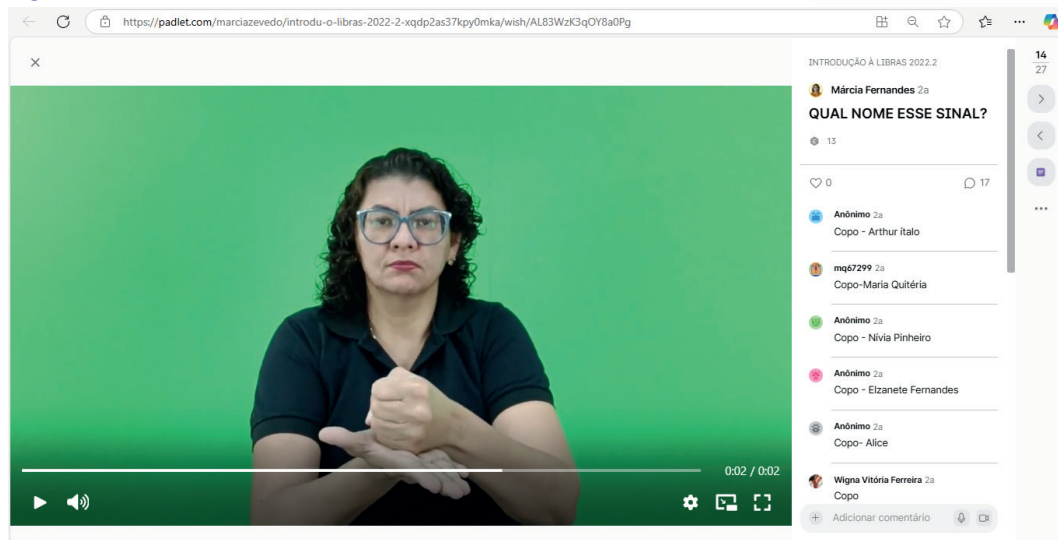 https://padlet.com/marciazevedo/introdu-o-libras-2022-2-xqdp2as37kpy0mka/wish/AL83WzK3qOY8a0Pg
INTRODUÇÃO À LIBRAS 2022.2
14
27
Márcia Fernandes 2a
QUAL NOME ESSE SINAL?
13
0
17
Anônimo 2a
Copo - Arthur ítalo
mq67299 2a
Copo-Maria Quitéria
Anônimo 2a
Copo - Nívia Pinheiro
Anônimo 2a
Copo - Elzanete Fernandes
Anônimo 2a
Copo- Alice
Wigna Vitória Ferreira 2a
Copo
Adicionar comentário
0:02 / 0:02